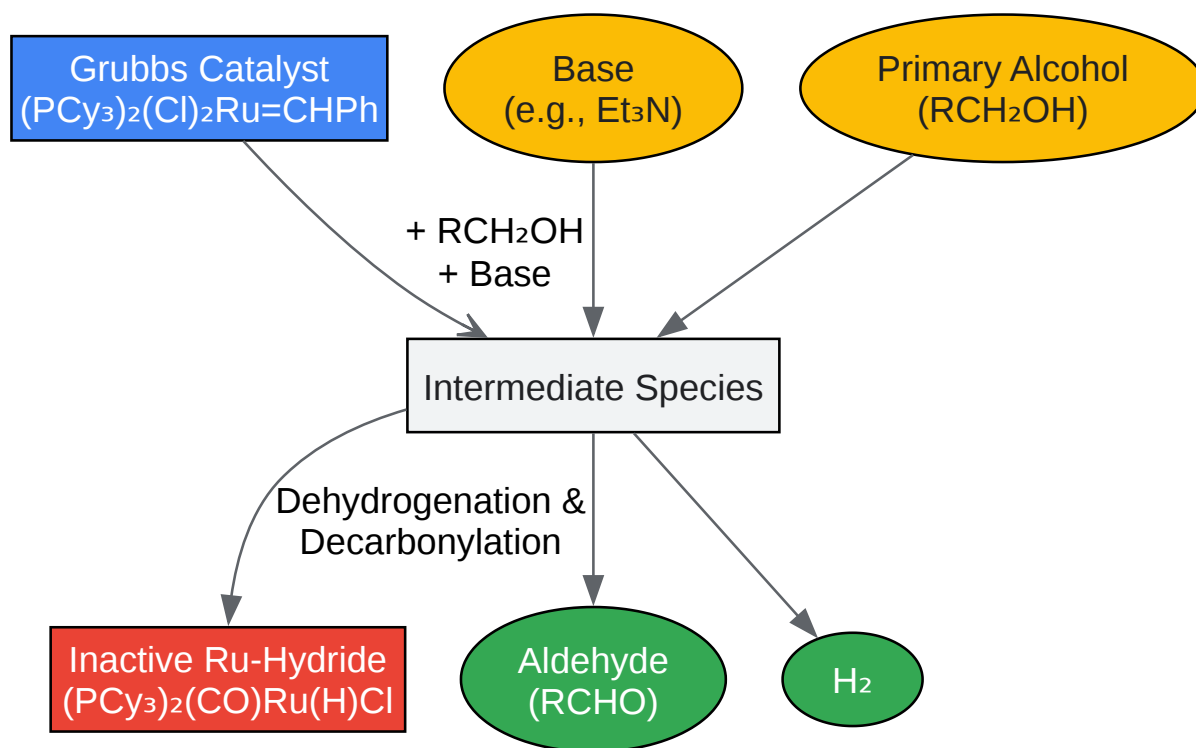 Grubbs Catalyst
(PCy₃)₂(Cl)₂Ru=CHPh
Base
(e.g., Et₃N)
Primary Alcohol
(RCH₂OH)
+ RCH₂OH
+ Base
Intermediate Species
Dehydrogenation &
Decarbonylation
Inactive Ru-Hydride
(PCy₃)₂(CO)Ru(H)Cl
Aldehyde
(RCHO)
H₂